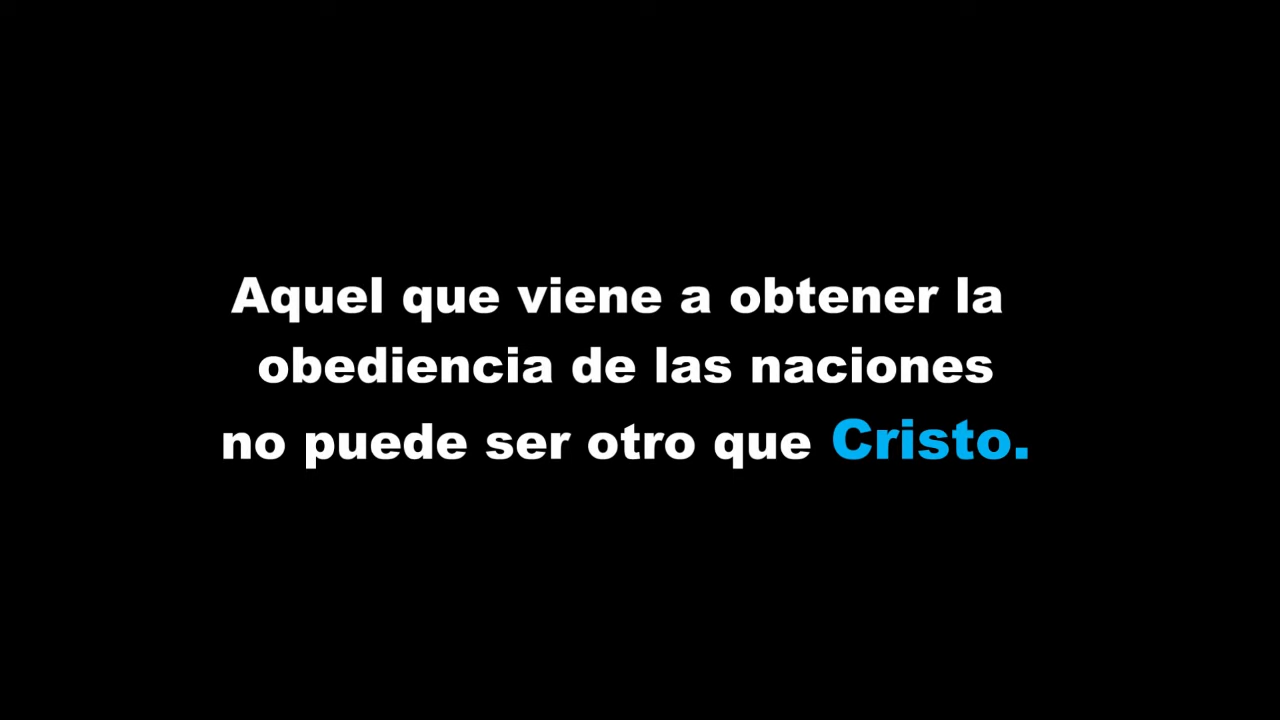 Aquel que viene a obtener la
obediencia de las naciones
no puede ser otro que Cristo.